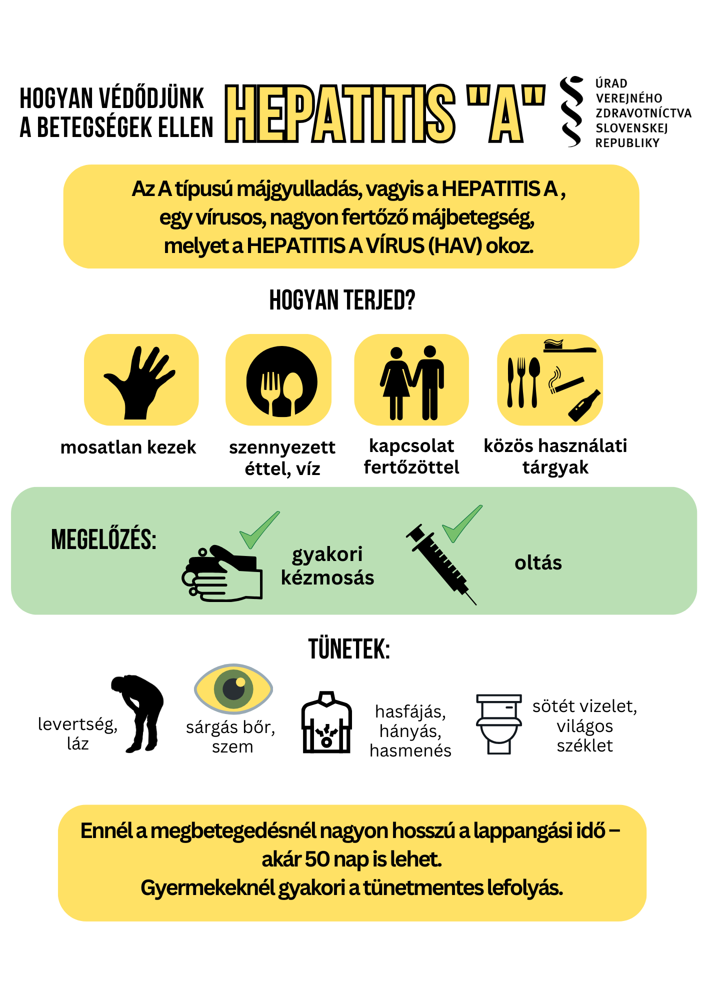 HOGYAN VÉDŐDJÜNK
A BETEGSÉGEK ELLEN
HEPATITIS "A"
ÚRAD
VEREJNÉHO
ZDRAVOTNÍCTVA
SLOVENSKEJ
REPUBLIKY
Az A típusú májgyulladás, vagyis a HEPATITIS A ,
egy vírusos, nagyon fertőző májbetegség,
melyet a HEPATITIS A VÍRUS (HAV) okoz.
HOGYAN TERJED?
mosatlan kezek
szennyezett
éttel, víz
kapcsolat
fertőzöttel
közös használati
tárgyak
MEGELŐZÉS:
gyakori
kézmosás
oltás
TÜNETEK:
levertség,
láz
sárgás bőr,
szem
hasfájás,
hányás,
hasmenés
sötét vizelet,
világos
széklet
Ennél a megbetegedésnél nagyon hosszú a lappangási idő –
akár 50 nap is lehet.
Gyermekeknél gyakori a tünetmentes lefolyás.